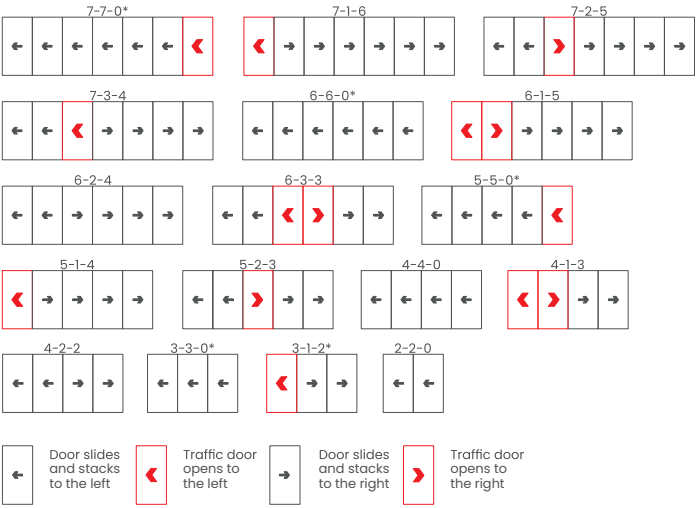 7-7-0*
7-1-6
7-2-5
7-3-4
6-6-0*
6-1-5
6-2-4
6-3-3
5-5-0*
5-1-4
5-2-3
4-4-0
4-1-3
4-2-2
3-3-0*
3-1-2*
2-2-0
Door slides
and stacks
to the left
Traffic door
opens to
the left
Door slides
and stacks
to the right
Traffic door
opens to
the right